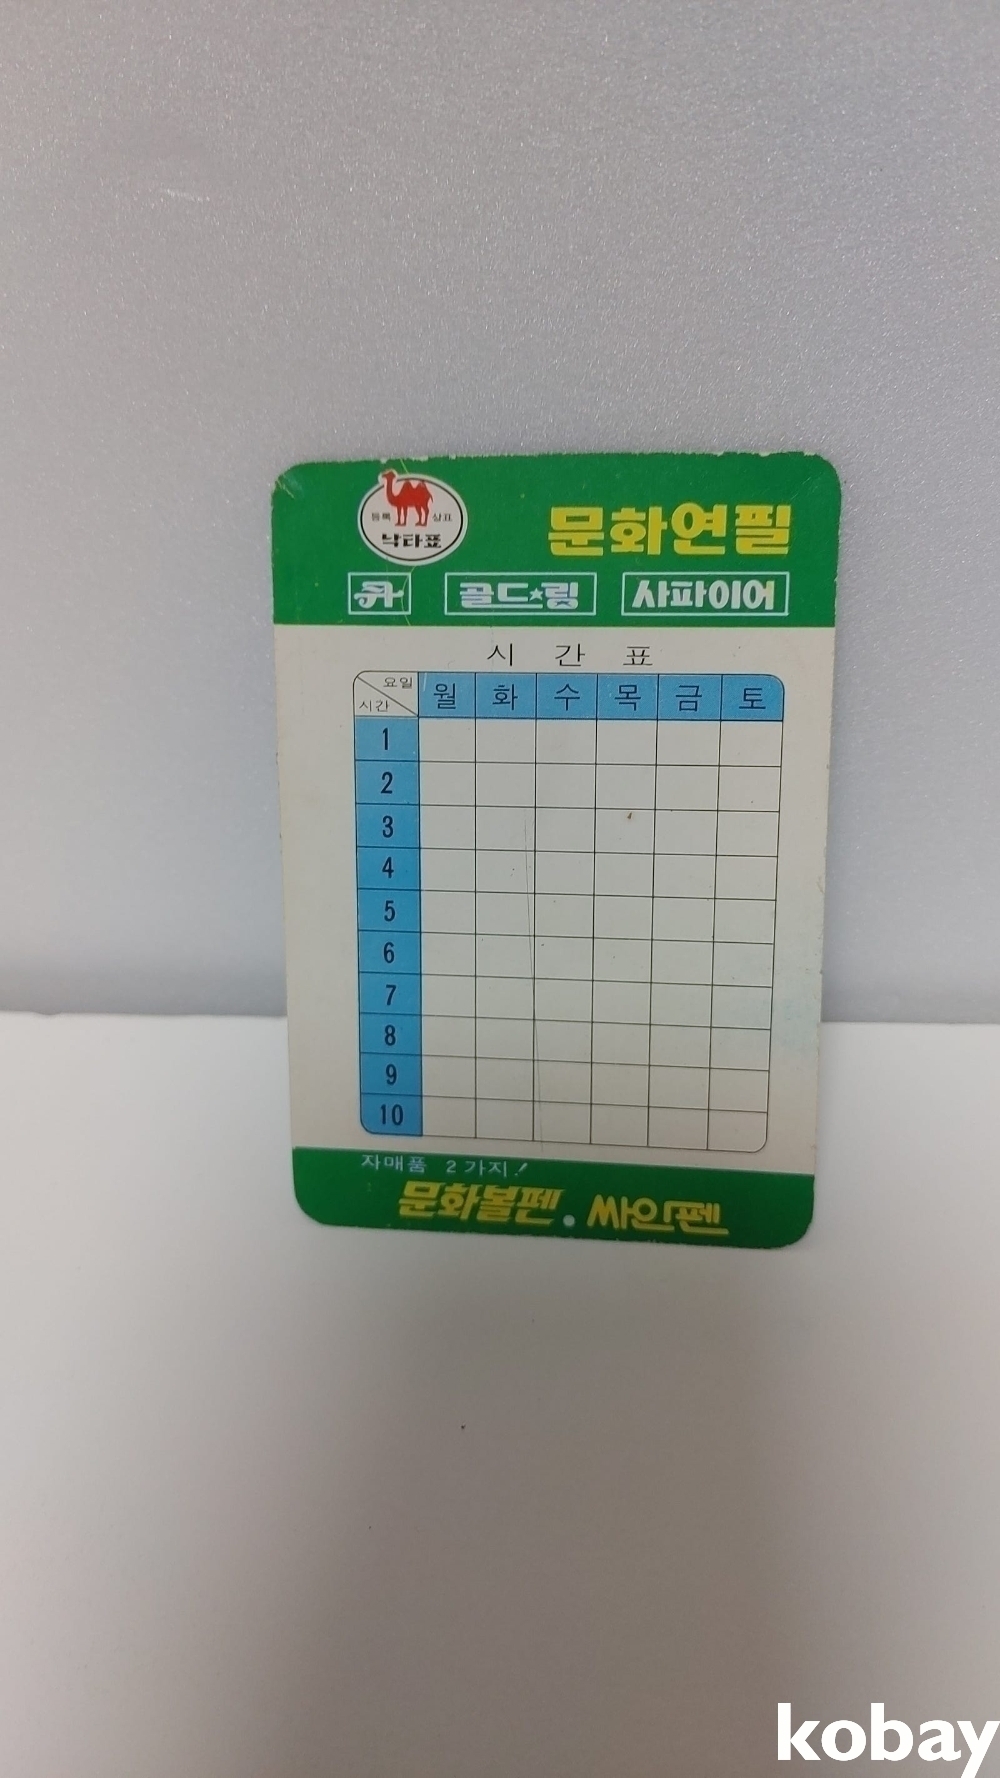 등록 상표
낙타표
문화연필
골드★링 사파이어
시 간 표
요일
시간
월 화 수 목 금 토
1
2
3
4
5
6
7
8
9
10
자매품 2가지!
문화볼펜 · 싸인펜
kobay